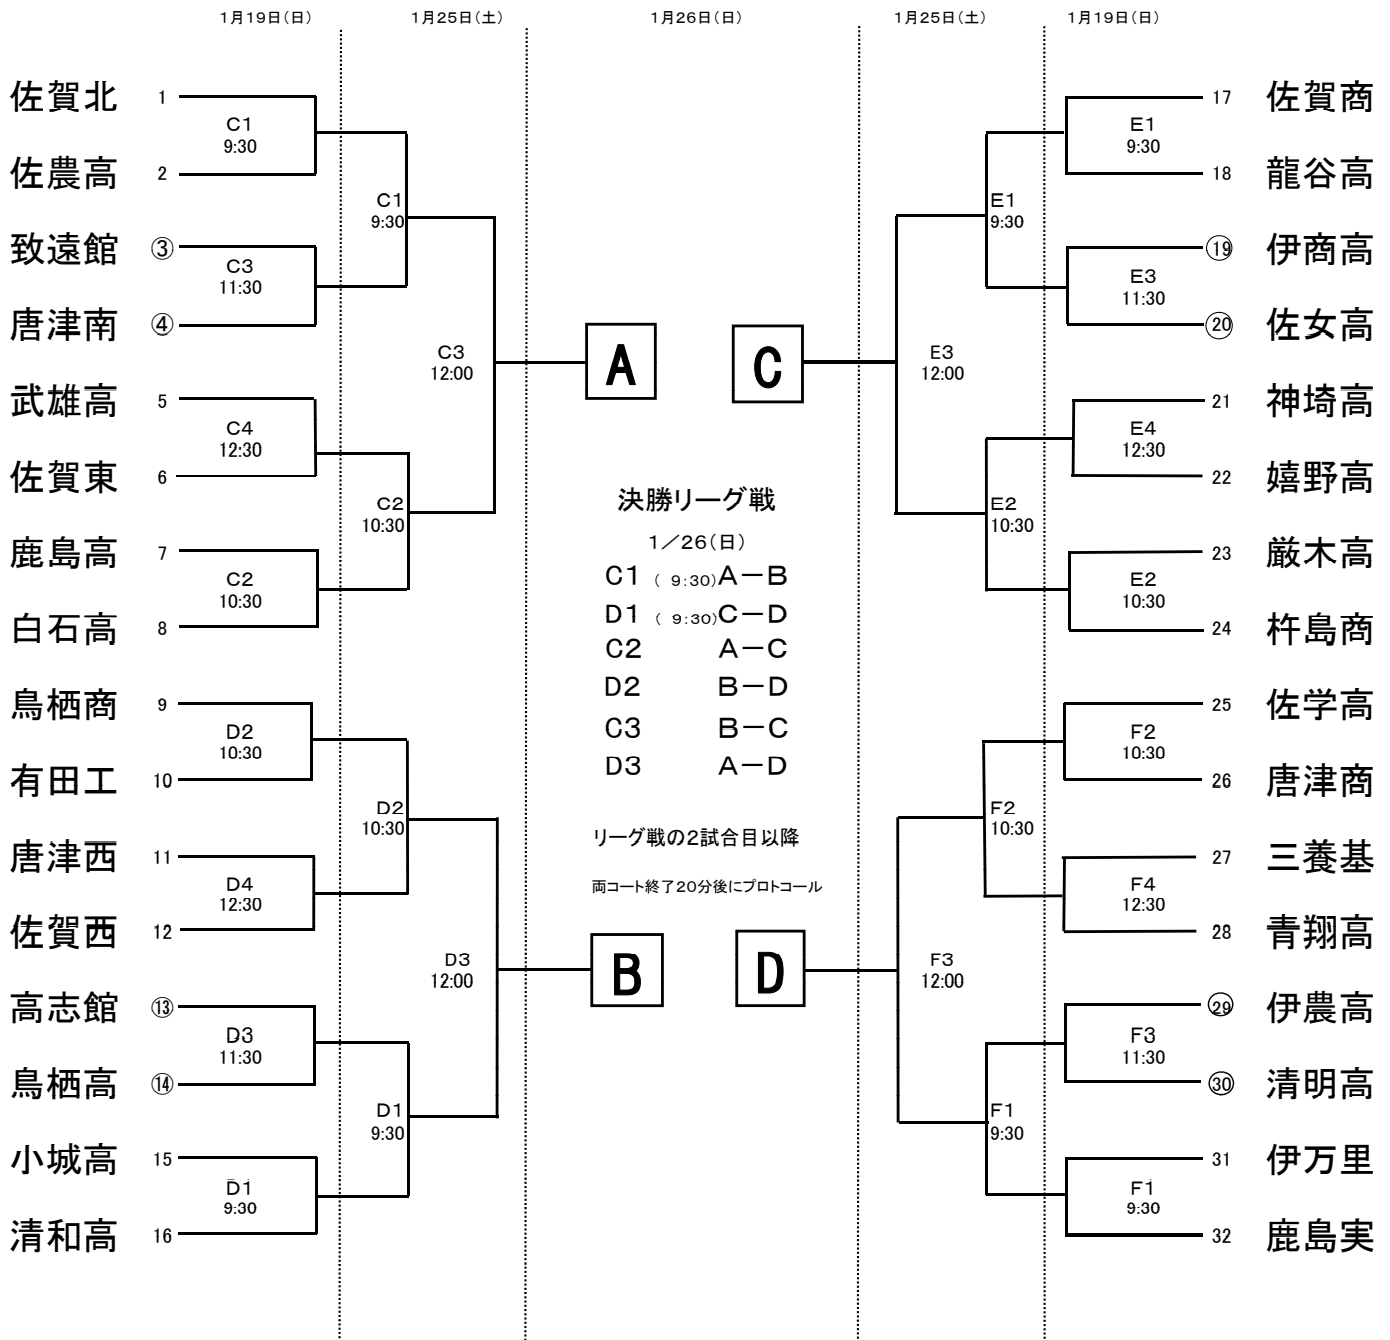 1月19日(日) 1月25日(土) 1月26日(日) 1月25日(土) 1月19日(日)
佐賀北 1
C1
9:30
佐農高 2
C1
9:30
致遠館 ③
C3
11:30
唐津南 ④
C3
12:00
武雄高 5
C4
12:30
佐賀東 6
C2
10:30
鹿島高 7
C2
10:30
白石高 8
鳥栖商 9
D2
10:30
有田工 10
D2
10:30
唐津西 11
D4
12:30
佐賀西 12
D3
12:00
高志館 ⑬
D3
11:30
鳥栖高 ⑭
D1
9:30
小城高 15
D1
9:30
清和高 16
A
C
決勝リーグ戦
1/26(日)
C1 ( 9:30)A-B
D1 ( 9:30)C-D
C2 A-C
D2 B-D
C3 B-C
D3 A-D
リーグ戦の2試合目以降
両コート終了20分後にプロトコール
B
D
17 佐賀商
E1
9:30
18 龍谷高
E1
9:30
⑲ 伊商高
E3
11:30
⑳ 佐女高
E3
12:00
21 神埼高
E4
12:30
22 嬉野高
E2
10:30
23 厳木高
E2
10:30
24 杵島商
25 佐学高
F2
10:30
26 唐津商
F2
10:30
27 三養基
F4
12:30
28 青翔高
F3
12:00
㉙ 伊農高
F3
11:30
㉚ 清明高
F1
9:30
31 伊万里
F1
9:30
32 鹿島実